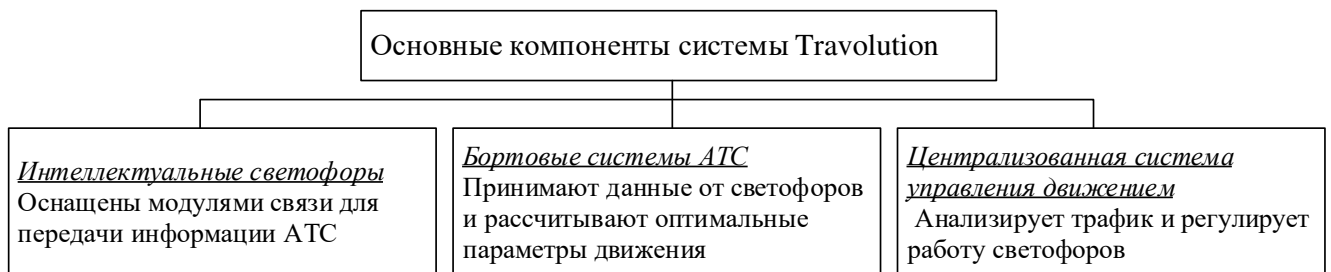 Основные компоненты системы Travolution
Интеллектуальные светофоры
Оснащены модулями связи для
передачи информации АТС
Бортовые системы АТС
Принимают данные от светофоров
и рассчитывают оптимальные
параметры движения
Централизованная система
управления движением
Анализирует трафик и регулирует
работу светофоров